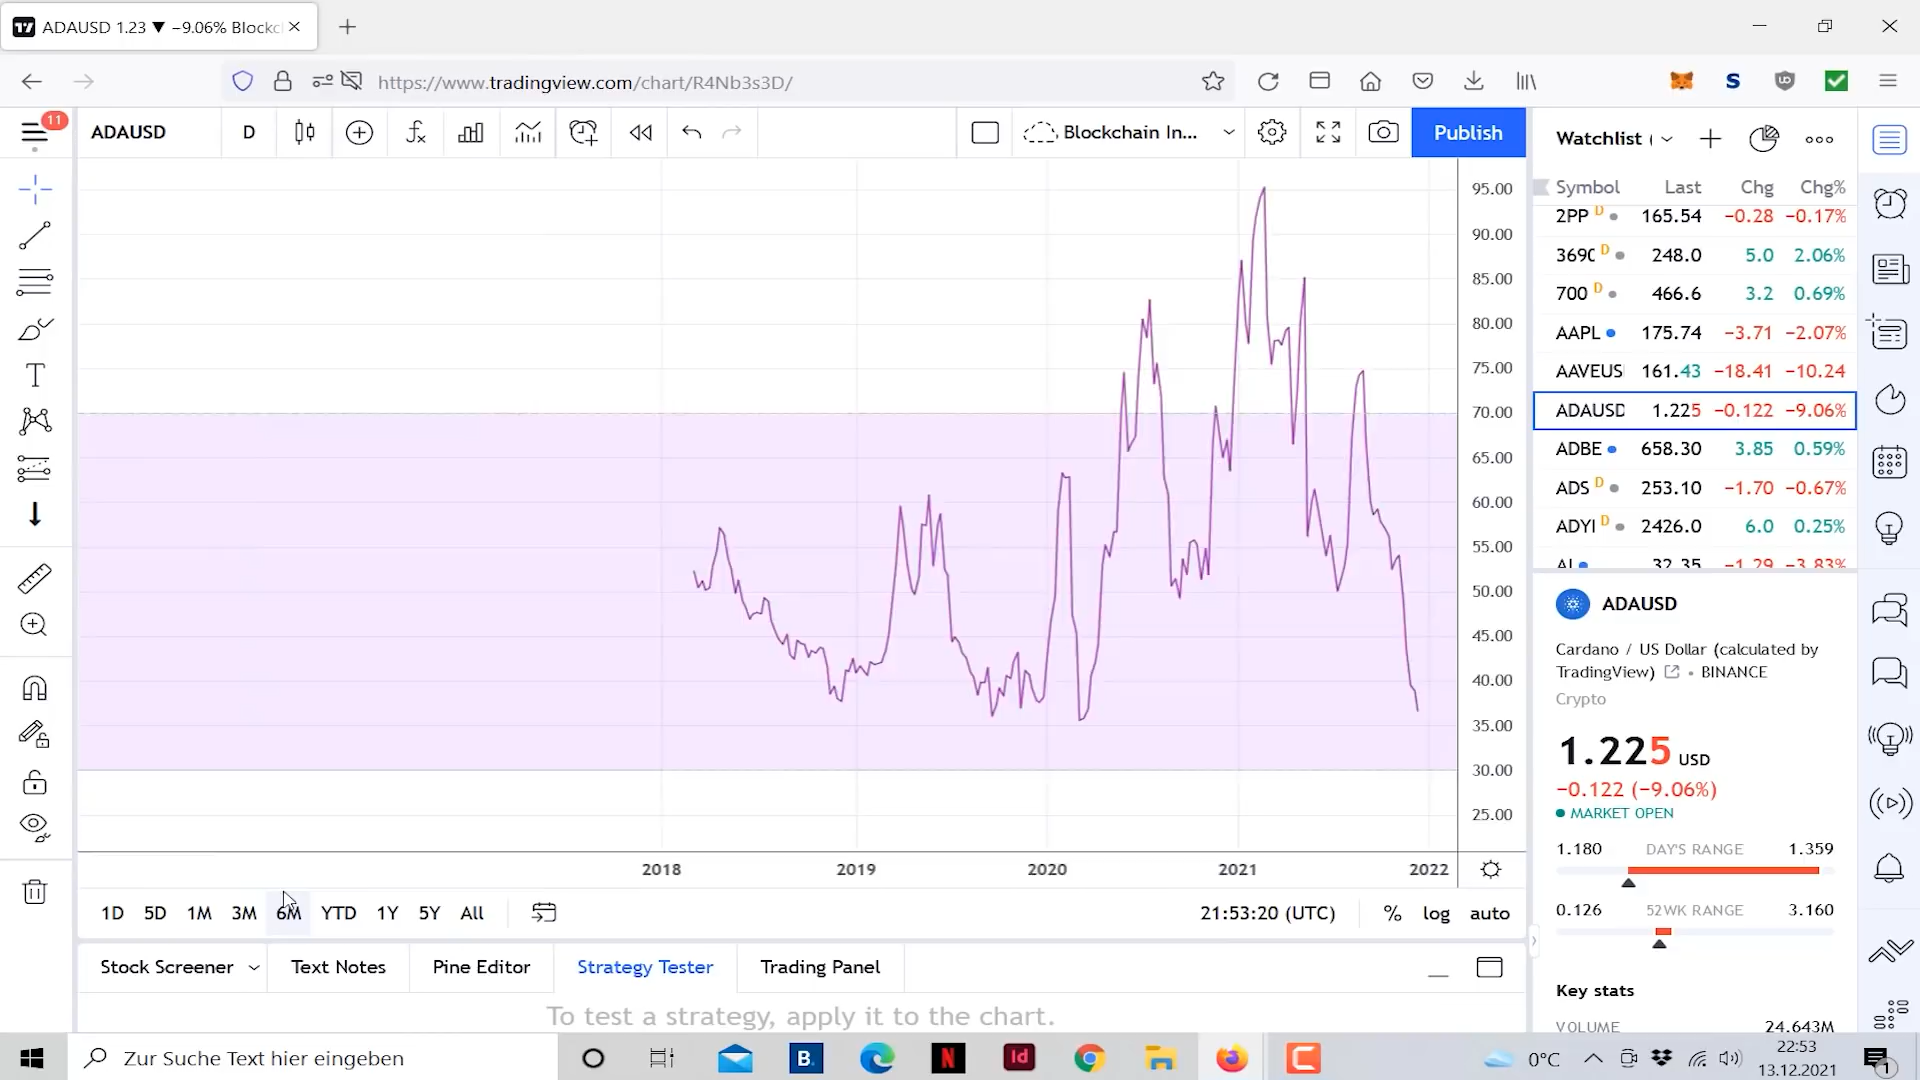 ADAUSD 1.23 ▼ −9.06% Blockc
https://www.tradingview.com/chart/R4Nb3s3D/
11
ADAUSD
D
Blockchain In...
Publish
Watchlist (
Symbol Last Chg Chg%
2PP D 165.54 −0.28 −0.17%
3690 D 248.0 5.0 2.06%
700 D 466.6 3.2 0.69%
AAPL 175.74 −3.71 −2.07%
AAVEUS 161.43 −18.41 −10.24
ADAUSD 1.225 −0.122 −9.06%
ADBE 658.30 3.85 0.59%
ADS D 253.10 −1.70 −0.67%
ADYI D 2426.0 6.0 0.25%
32.35 −1.29 −3.83%
95.00
90.00
85.00
80.00
75.00
70.00
65.00
60.00
55.00
50.00
45.00
40.00
35.00
30.00
25.00
2018 2019 2020 2021 2022
ADAUSD
Cardano / US Dollar (calculated by
TradingView) • BINANCE
Crypto
1.225 USD
−0.122 (−9.06%)
MARKET OPEN
1.180 DAY'S RANGE 1.359
0.126 52WK RANGE 3.160
Key stats
VOLUME 24.643M
1D 5D 1M 3M 6M YTD 1Y 5Y All
21:53:20 (UTC) % log auto
Stock Screener Text Notes Pine Editor Strategy Tester Trading Panel
To test a strategy, apply it to the chart.
Zur Suche Text hier eingeben
B.
N
Id
0°C
22:53
13.12.2021
1